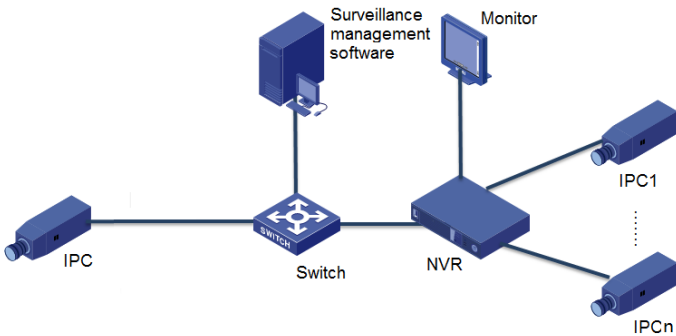 Surveillance
management
software
Monitor
IPC1
IPC
SWITCH
Switch
NVR
IPCn